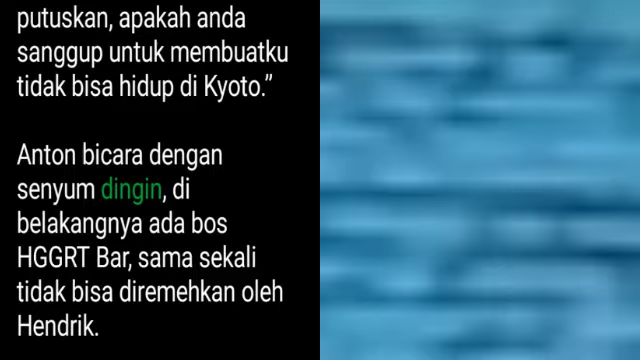 putuskan, apakah anda
sanggup untuk membuatku
tidak bisa hidup di Kyoto.”
Anton bicara dengan
senyum dingin, di
belakangnya ada bos
HGGRT Bar, sama sekali
tidak bisa diremehkan oleh
Hendrik.